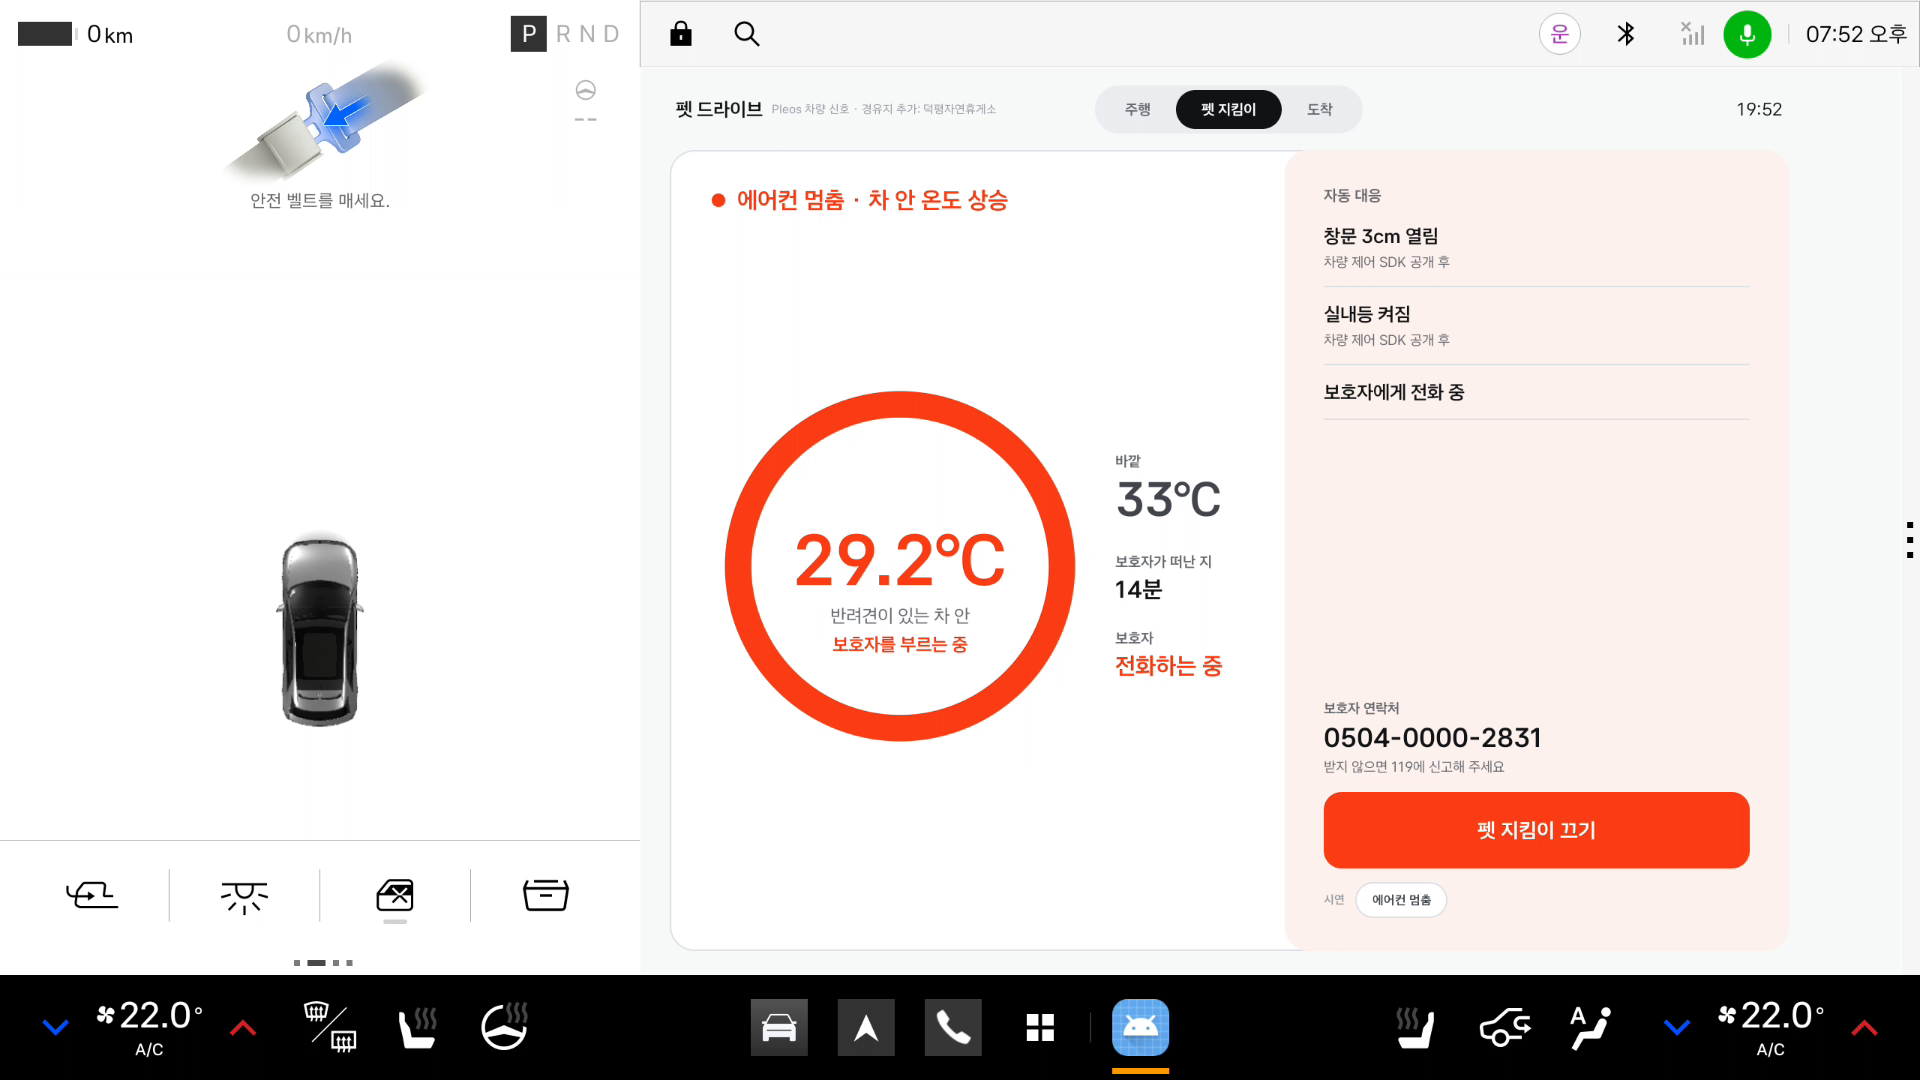 0 km
0 km/h
P R N D
안전 벨트를 매세요.
운
07:52 오후
펫 드라이브 Pleos 차량 신호 · 경유지 추가: 덕평자연휴게소
주행
펫 지킴이
도착
19:52
에어컨 멈춤 · 차 안 온도 상승
29.2°C
반려견이 있는 차 안
보호자를 부르는 중
바깥
33°C
보호자가 떠난 지
14분
보호자
전화하는 중
자동 대응
창문 3cm 열림
차량 제어 SDK 공개 후
실내등 켜짐
차량 제어 SDK 공개 후
보호자에게 전화 중
보호자 연락처
0504-0000-2831
받지 않으면 119에 신고해 주세요
펫 지킴이 끄기
시연
에어컨 멈춤
22.0°
A/C
A
22.0°
A/C